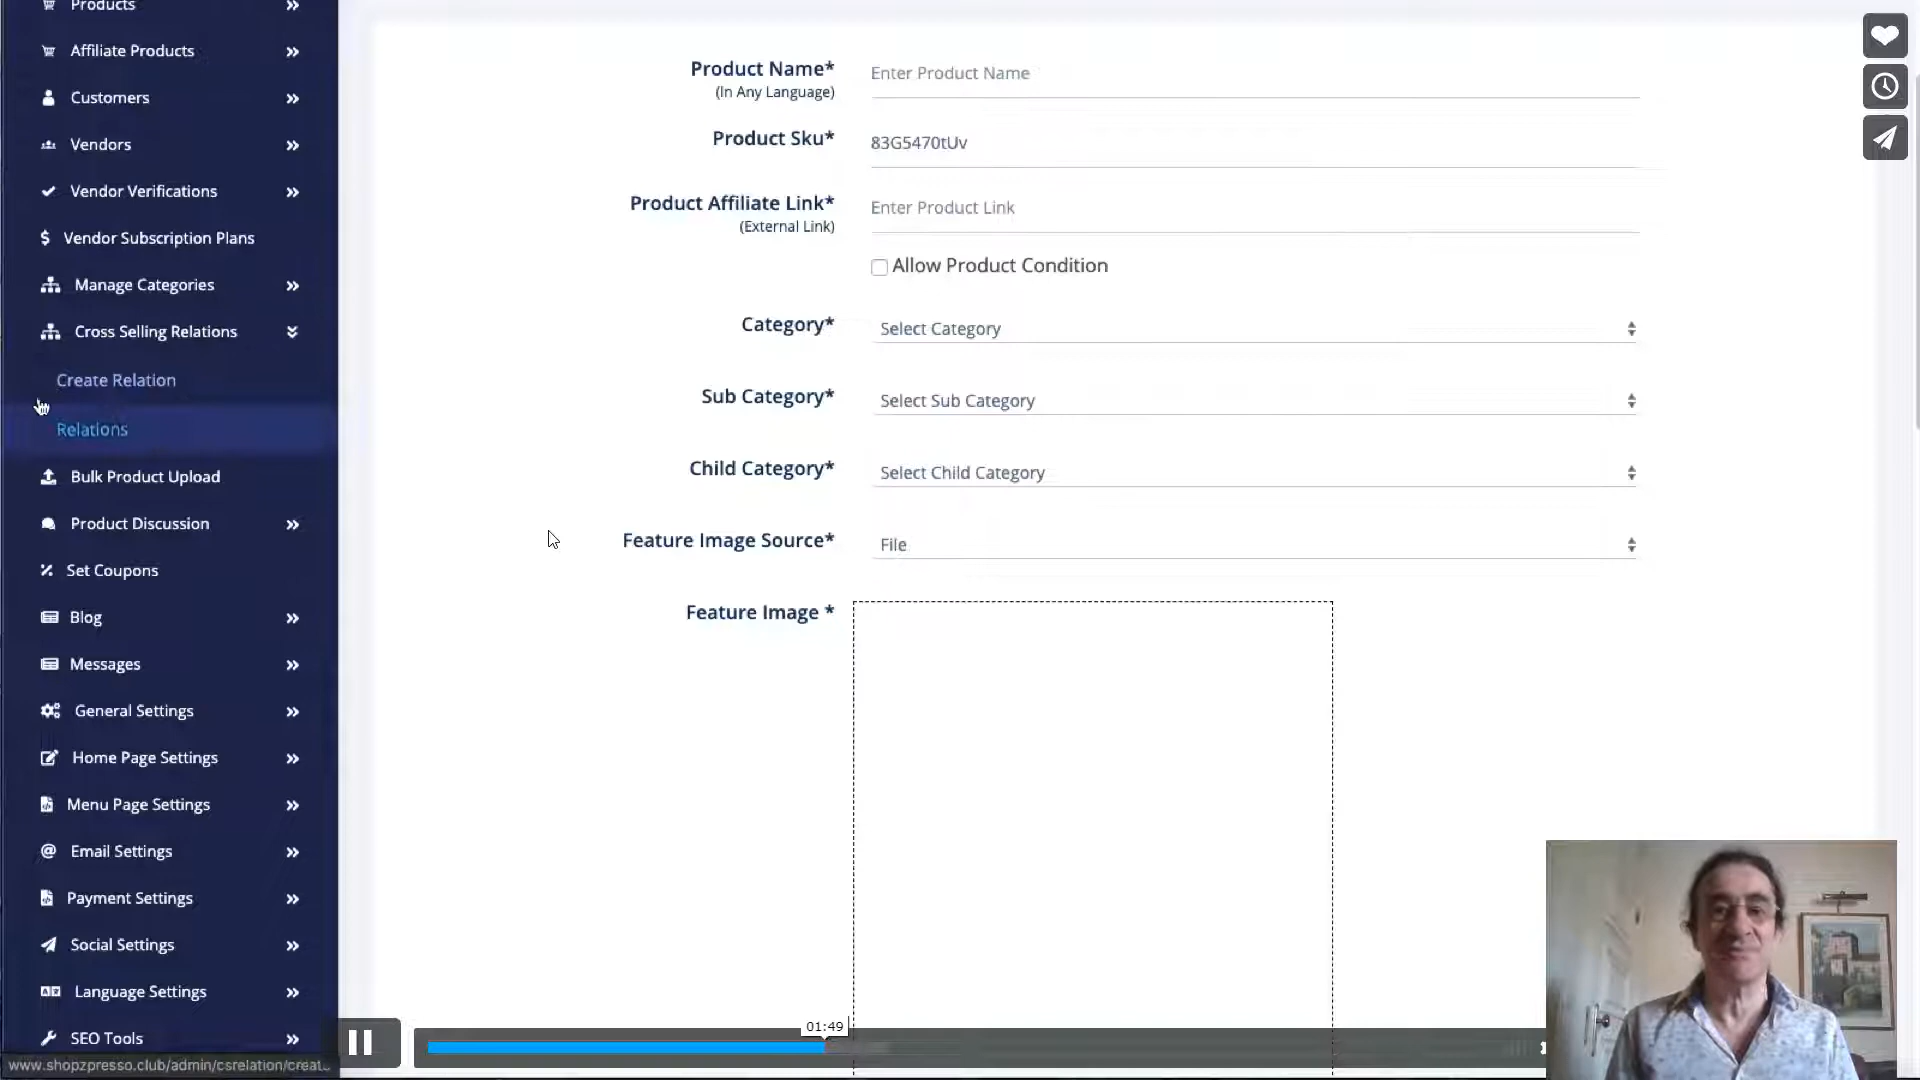 Products
Affiliate Products
Customers
Vendors
Vendor Verifications
Vendor Subscription Plans
Manage Categories
Cross Selling Relations
Create Relation
Relations
Bulk Product Upload
Product Discussion
Set Coupons
Blog
Messages
General Settings
Home Page Settings
Menu Page Settings
Email Settings
Payment Settings
Social Settings
Language Settings
SEO Tools
www.shopzpresso.club/admin/csrelation/creat...
Product Name*
(In Any Language)
Enter Product Name
Product Sku*
83G5470tUv
Product Affiliate Link*
(External Link)
Enter Product Link
Allow Product Condition
Category*
Select Category
Sub Category*
Select Sub Category
Child Category*
Select Child Category
Feature Image Source*
File
Feature Image *
01:49